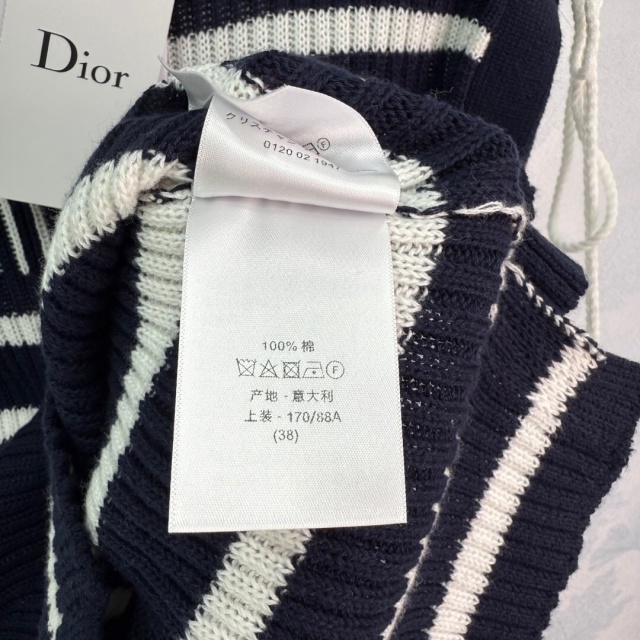 Dior
0120 02 1947
100% 棉
F
产地 - 意大利
上装 - 170/88A
(38)